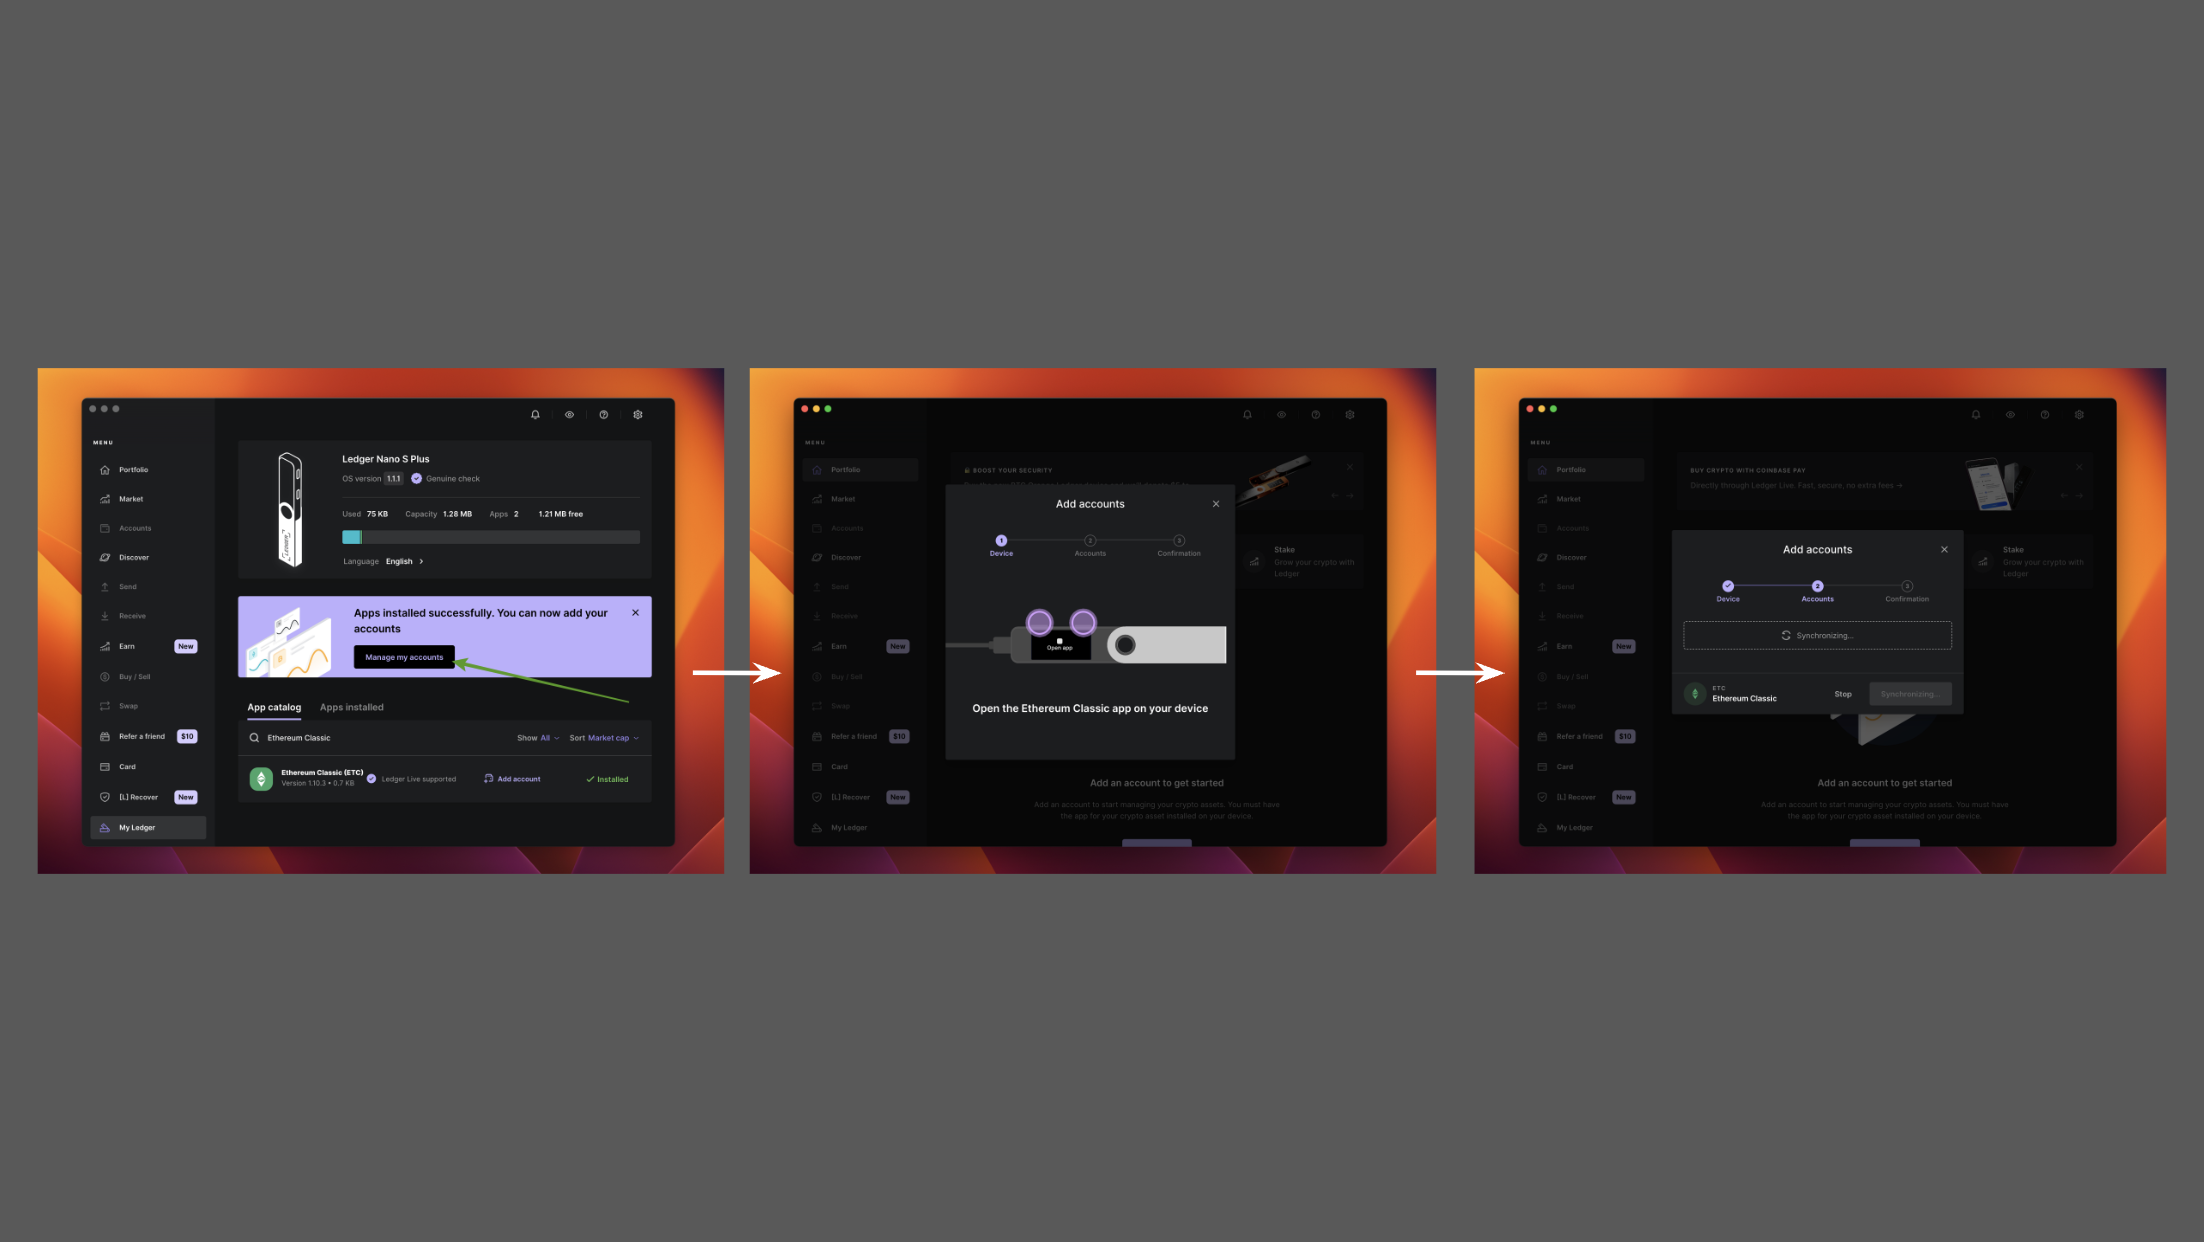 MENU
Portfolio
Market
Accounts
Discover
Send
Receive
Earn New
Buy / Sell
Swap
Refer a friend $10
Card
[L] Recover New
My Ledger
LEDGER
Ledger Nano S Plus
OS version 1.1.1 Genuine check
Used 75 KB Capacity 1.28 MB Apps 2 1.21 MB free
Language English
Apps installed successfully. You can now add your
accounts
Manage my accounts
App catalog Apps installed
Ethereum Classic Show All Sort Market cap
Ethereum Classic (ETC)
Version 1.10.3 • 0.7 KB
Ledger Live supported
Add account
Installed
MENU
Portfolio
Market
Accounts
Discover
Send
Receive
Earn New
Buy / Sell
Swap
Refer a friend $10
Card
[L] Recover New
My Ledger
BOOST YOUR SECURITY
Stake
Grow your crypto with
Ledger
Add accounts
1 2 3
Device Accounts Confirmation
Open app
Open the Ethereum Classic app on your device
Add an account to get started
Add an account to start managing your crypto assets. You must have
the app for your crypto asset installed on your device.
MENU
Portfolio
Market
Accounts
Discover
Send
Receive
Earn New
Buy / Sell
Swap
Refer a friend $10
Card
[L] Recover New
My Ledger
BUY CRYPTO WITH COINBASE PAY
Directly through Ledger Live. Fast, secure, no extra fees →
Stake
Grow your crypto with
Ledger
Add accounts
2 3
Device Accounts Confirmation
Synchronizing...
ETC
Ethereum Classic
Stop
Synchronizing...
Add an account to get started
Add an account to start managing your crypto assets. You must have
the app for your crypto asset installed on your device.